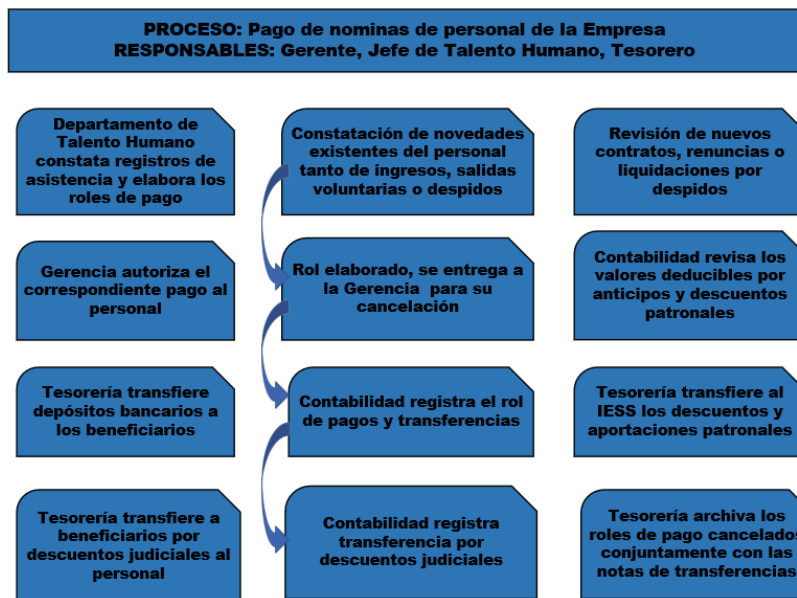 PROCESO: Pago de nominas de personal de la Empresa
RESPONSABLES: Gerente, Jefe de Talento Humano, Tesorero
Departamento de
Talento Humano
constata registros de
asistencia y elabora los
roles de pago
Constatación de novedades
existentes del personal
tanto de ingresos, salidas
voluntarias o despidos
Revisión de nuevos
contratos, renuncias o
liquidaciones por
despidos
Gerencia autoriza el
correspondiente pago al
personal
Rol elaborado, se entrega a
la Gerencia para su
cancelación
Contabilidad revisa los
valores deducibles por
anticipos y descuentos
patronales
Tesorería transfiere
depósitos bancarios a
los beneficiarios
Contabilidad registra el rol
de pagos y transferencias
Tesorería transfiere al
IESS los descuentos y
aportaciones patronales
Tesorería transfiere a
beneficiarios por
descuentos judiciales al
personal
Contabilidad registra
transferencia por
descuentos judiciales
Tesorería archiva los
roles de pago cancelados
conjuntamente con las
notas de transferencias